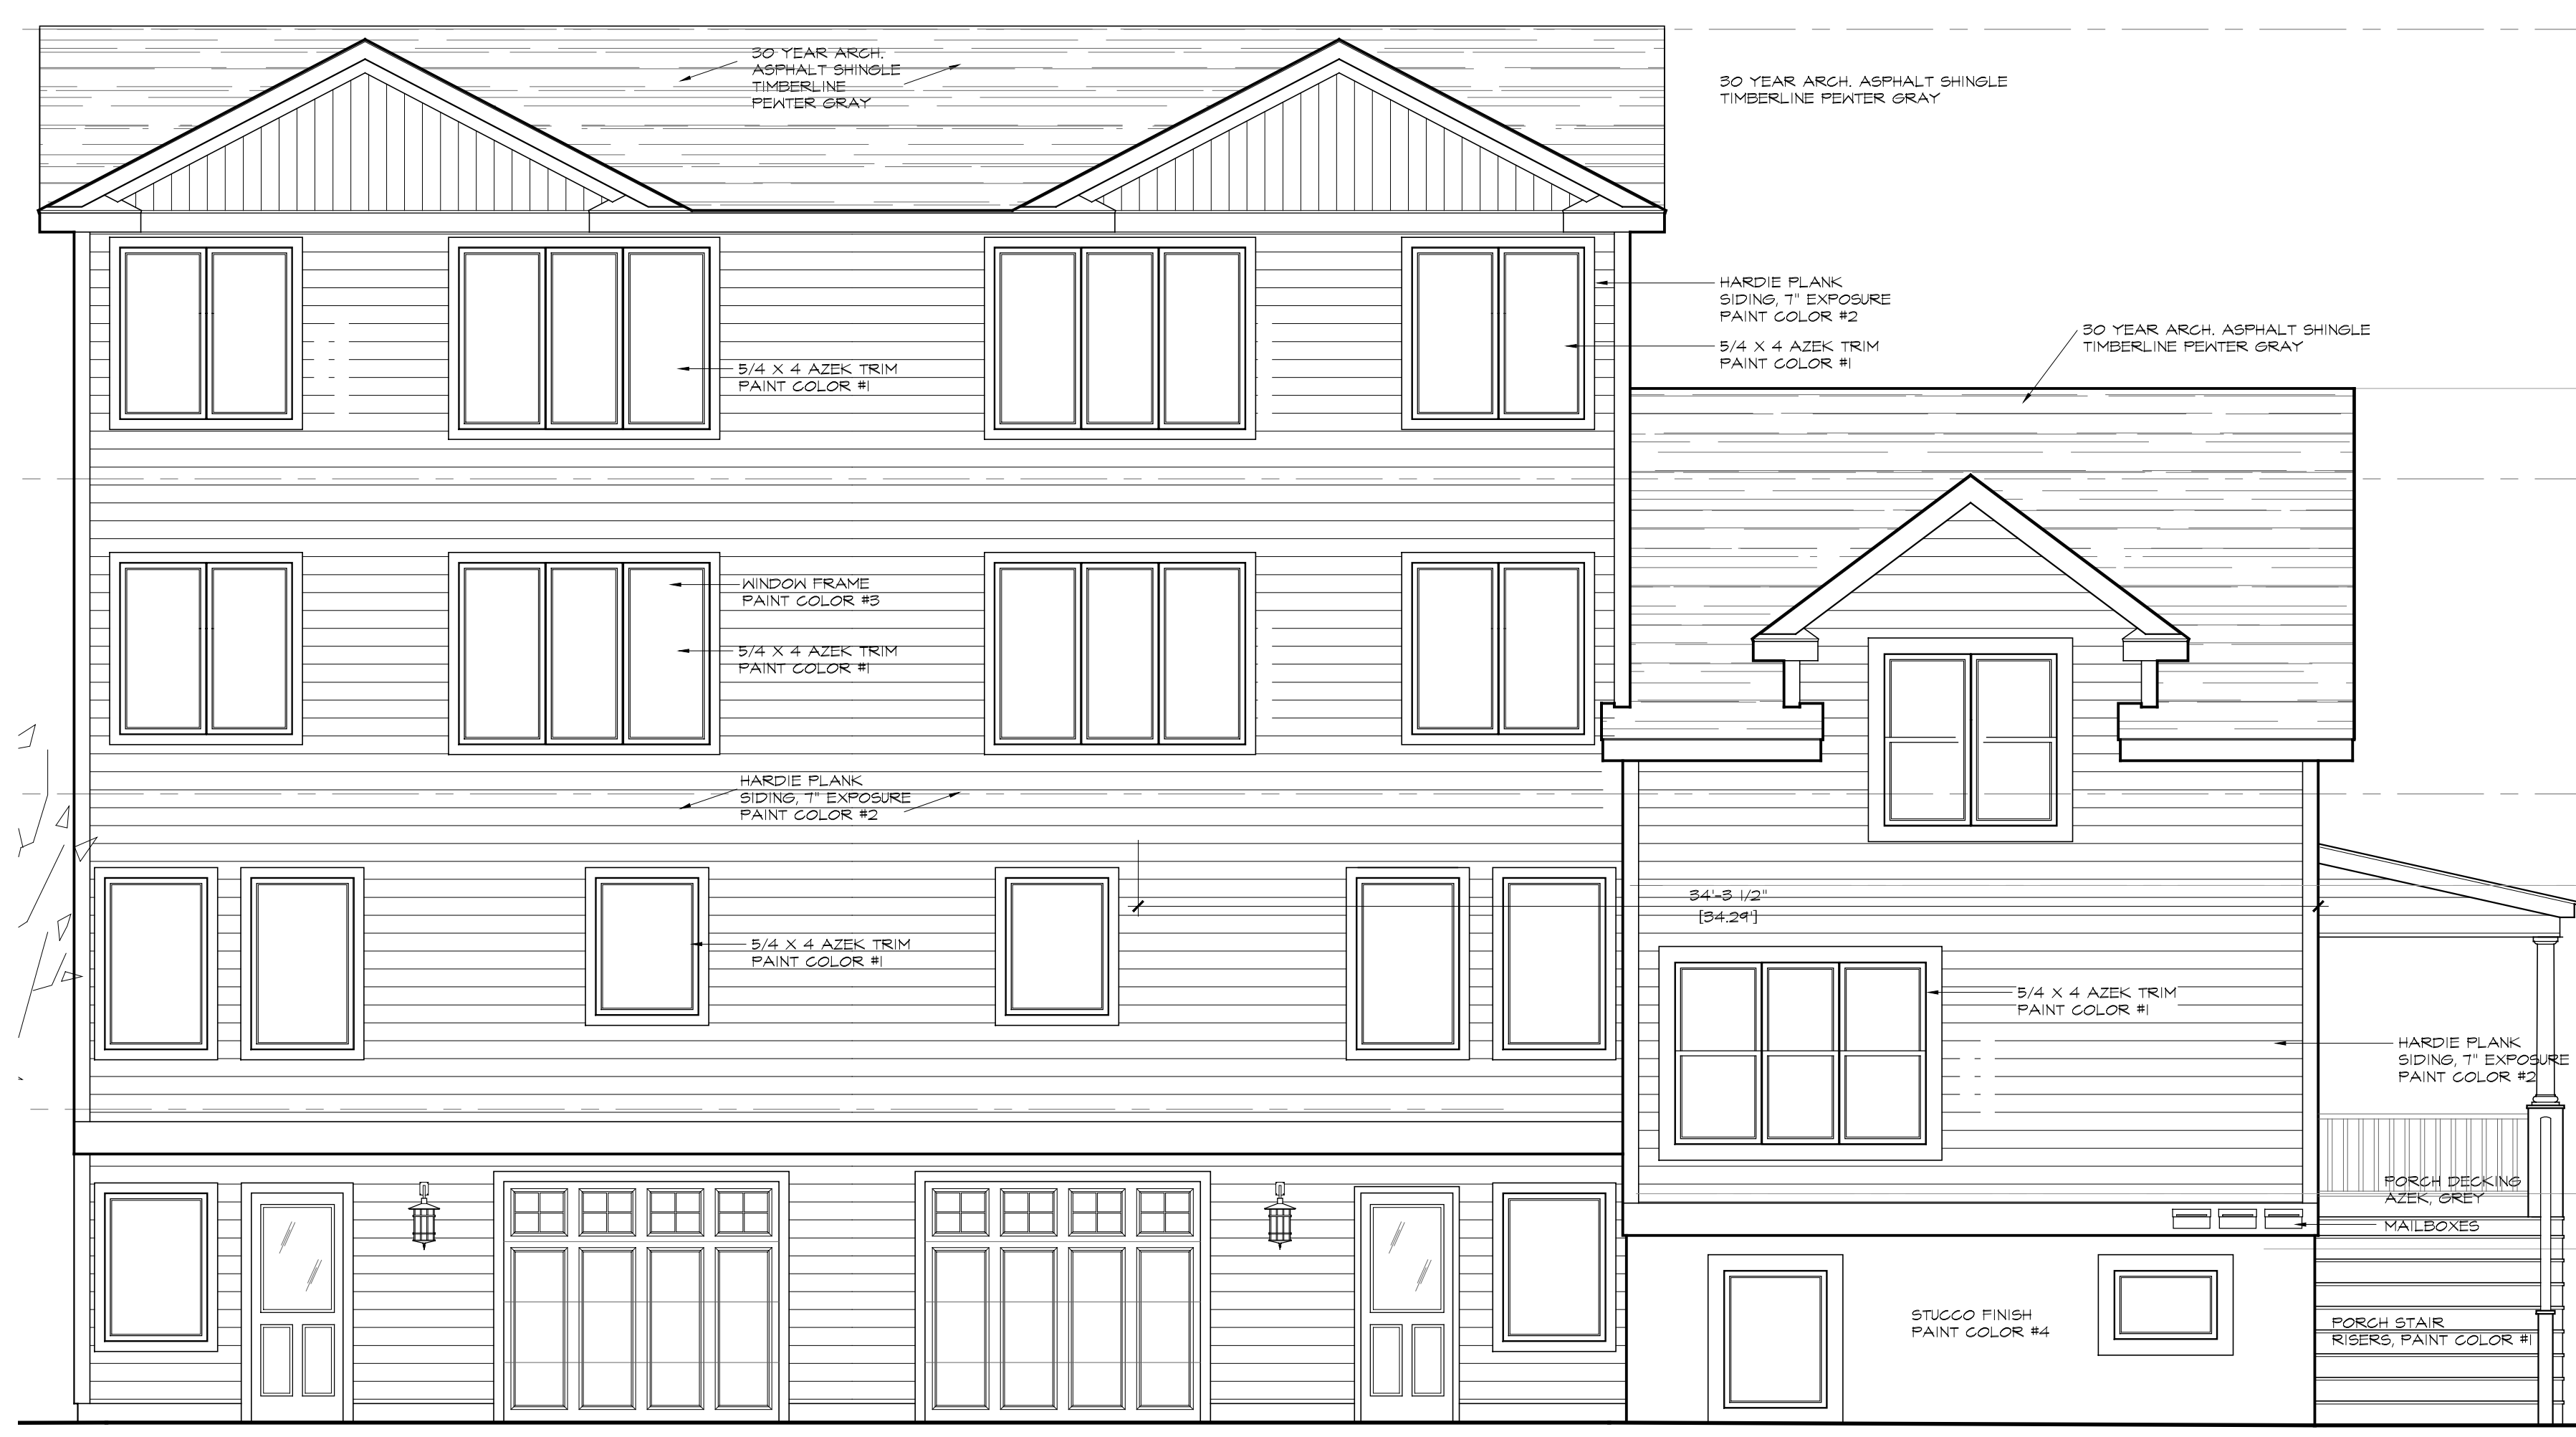 30 YEAR ARCH.
ASPHALT SHINGLE
TIMBERLINE
PEWTER GRAY
30 YEAR ARCH. ASPHALT SHINGLE
TIMBERLINE PEWTER GRAY
HARDIE PLANK
SIDING, 7" EXPOSURE
PAINT COLOR #2
5/4 X 4 AZEK TRIM
PAINT COLOR #1
30 YEAR ARCH. ASPHALT SHINGLE
TIMBERLINE PEWTER GRAY
5/4 X 4 AZEK TRIM
PAINT COLOR #1
WINDOW FRAME
PAINT COLOR #3
5/4 X 4 AZEK TRIM
PAINT COLOR #1
HARDIE PLANK
SIDING, 7" EXPOSURE
PAINT COLOR #2
34'-3 1/2"
[34.29']
5/4 X 4 AZEK TRIM
PAINT COLOR #1
5/4 X 4 AZEK TRIM
PAINT COLOR #1
HARDIE PLANK
SIDING, 7" EXPOSURE
PAINT COLOR #2
PORCH DECKING
AZEK, GREY
MAILBOXES
STUCCO FINISH
PAINT COLOR #4
PORCH STAIR
RISERS, PAINT COLOR #1